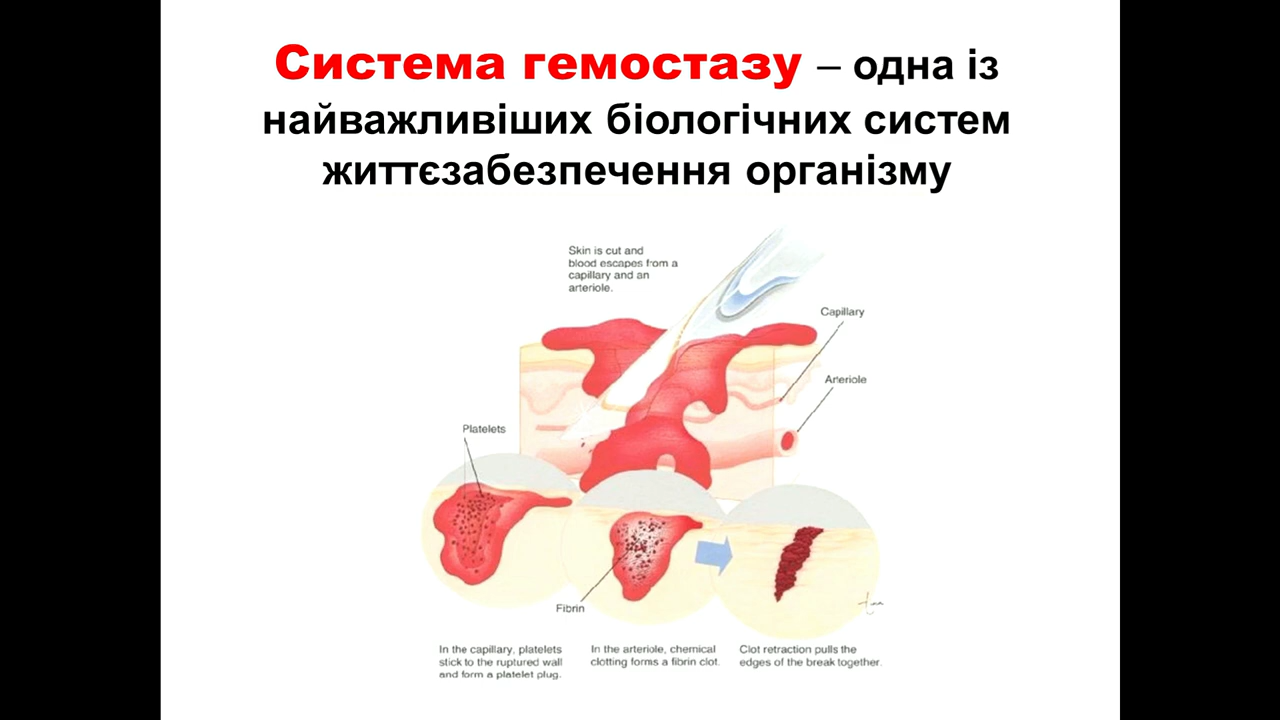 Система гемостазу – одна із
найважливіших біологічних систем
життєзабезпечення організму
Skin is cut and
blood escapes from a
capillary and an
arteriole.
Capillary
Arteriole
Platelets
Fibrin
In the capillary, platelets
stick to the ruptured wall
and form a platelet plug.
In the arteriole, chemical
clotting forms a fibrin clot.
Clot retraction pulls the
edges of the break together.